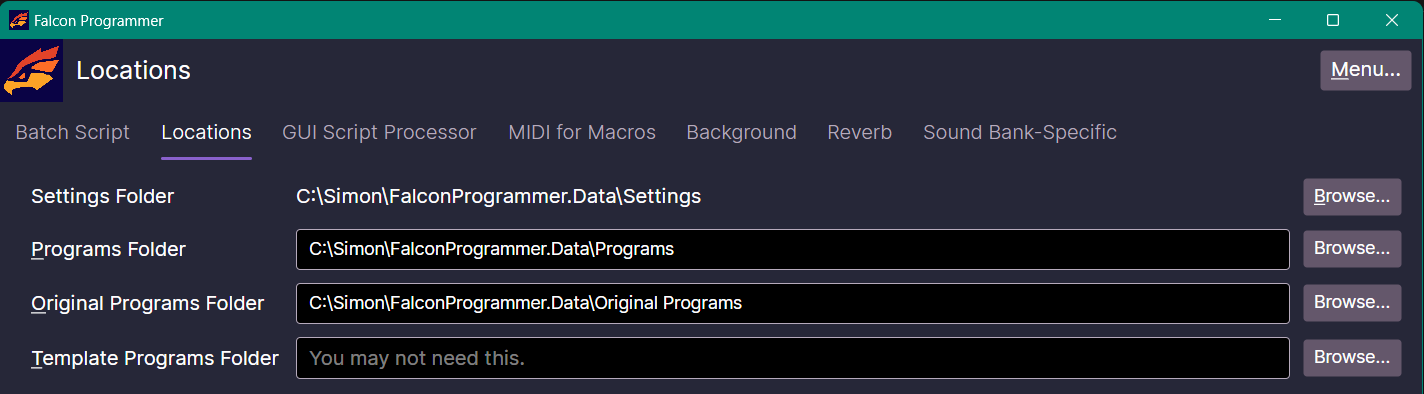 Falcon Programmer
Locations Menu...
Batch Script Locations GUI Script Processor MIDI for Macros Background Reverb Sound Bank-Specific
Settings Folder C:\Simon\FalconProgrammer.Data\Settings Browse...
Programs Folder C:\Simon\FalconProgrammer.Data\Programs Browse...
Original Programs Folder C:\Simon\FalconProgrammer.Data\Original Programs Browse...
Template Programs Folder You may not need this. Browse...